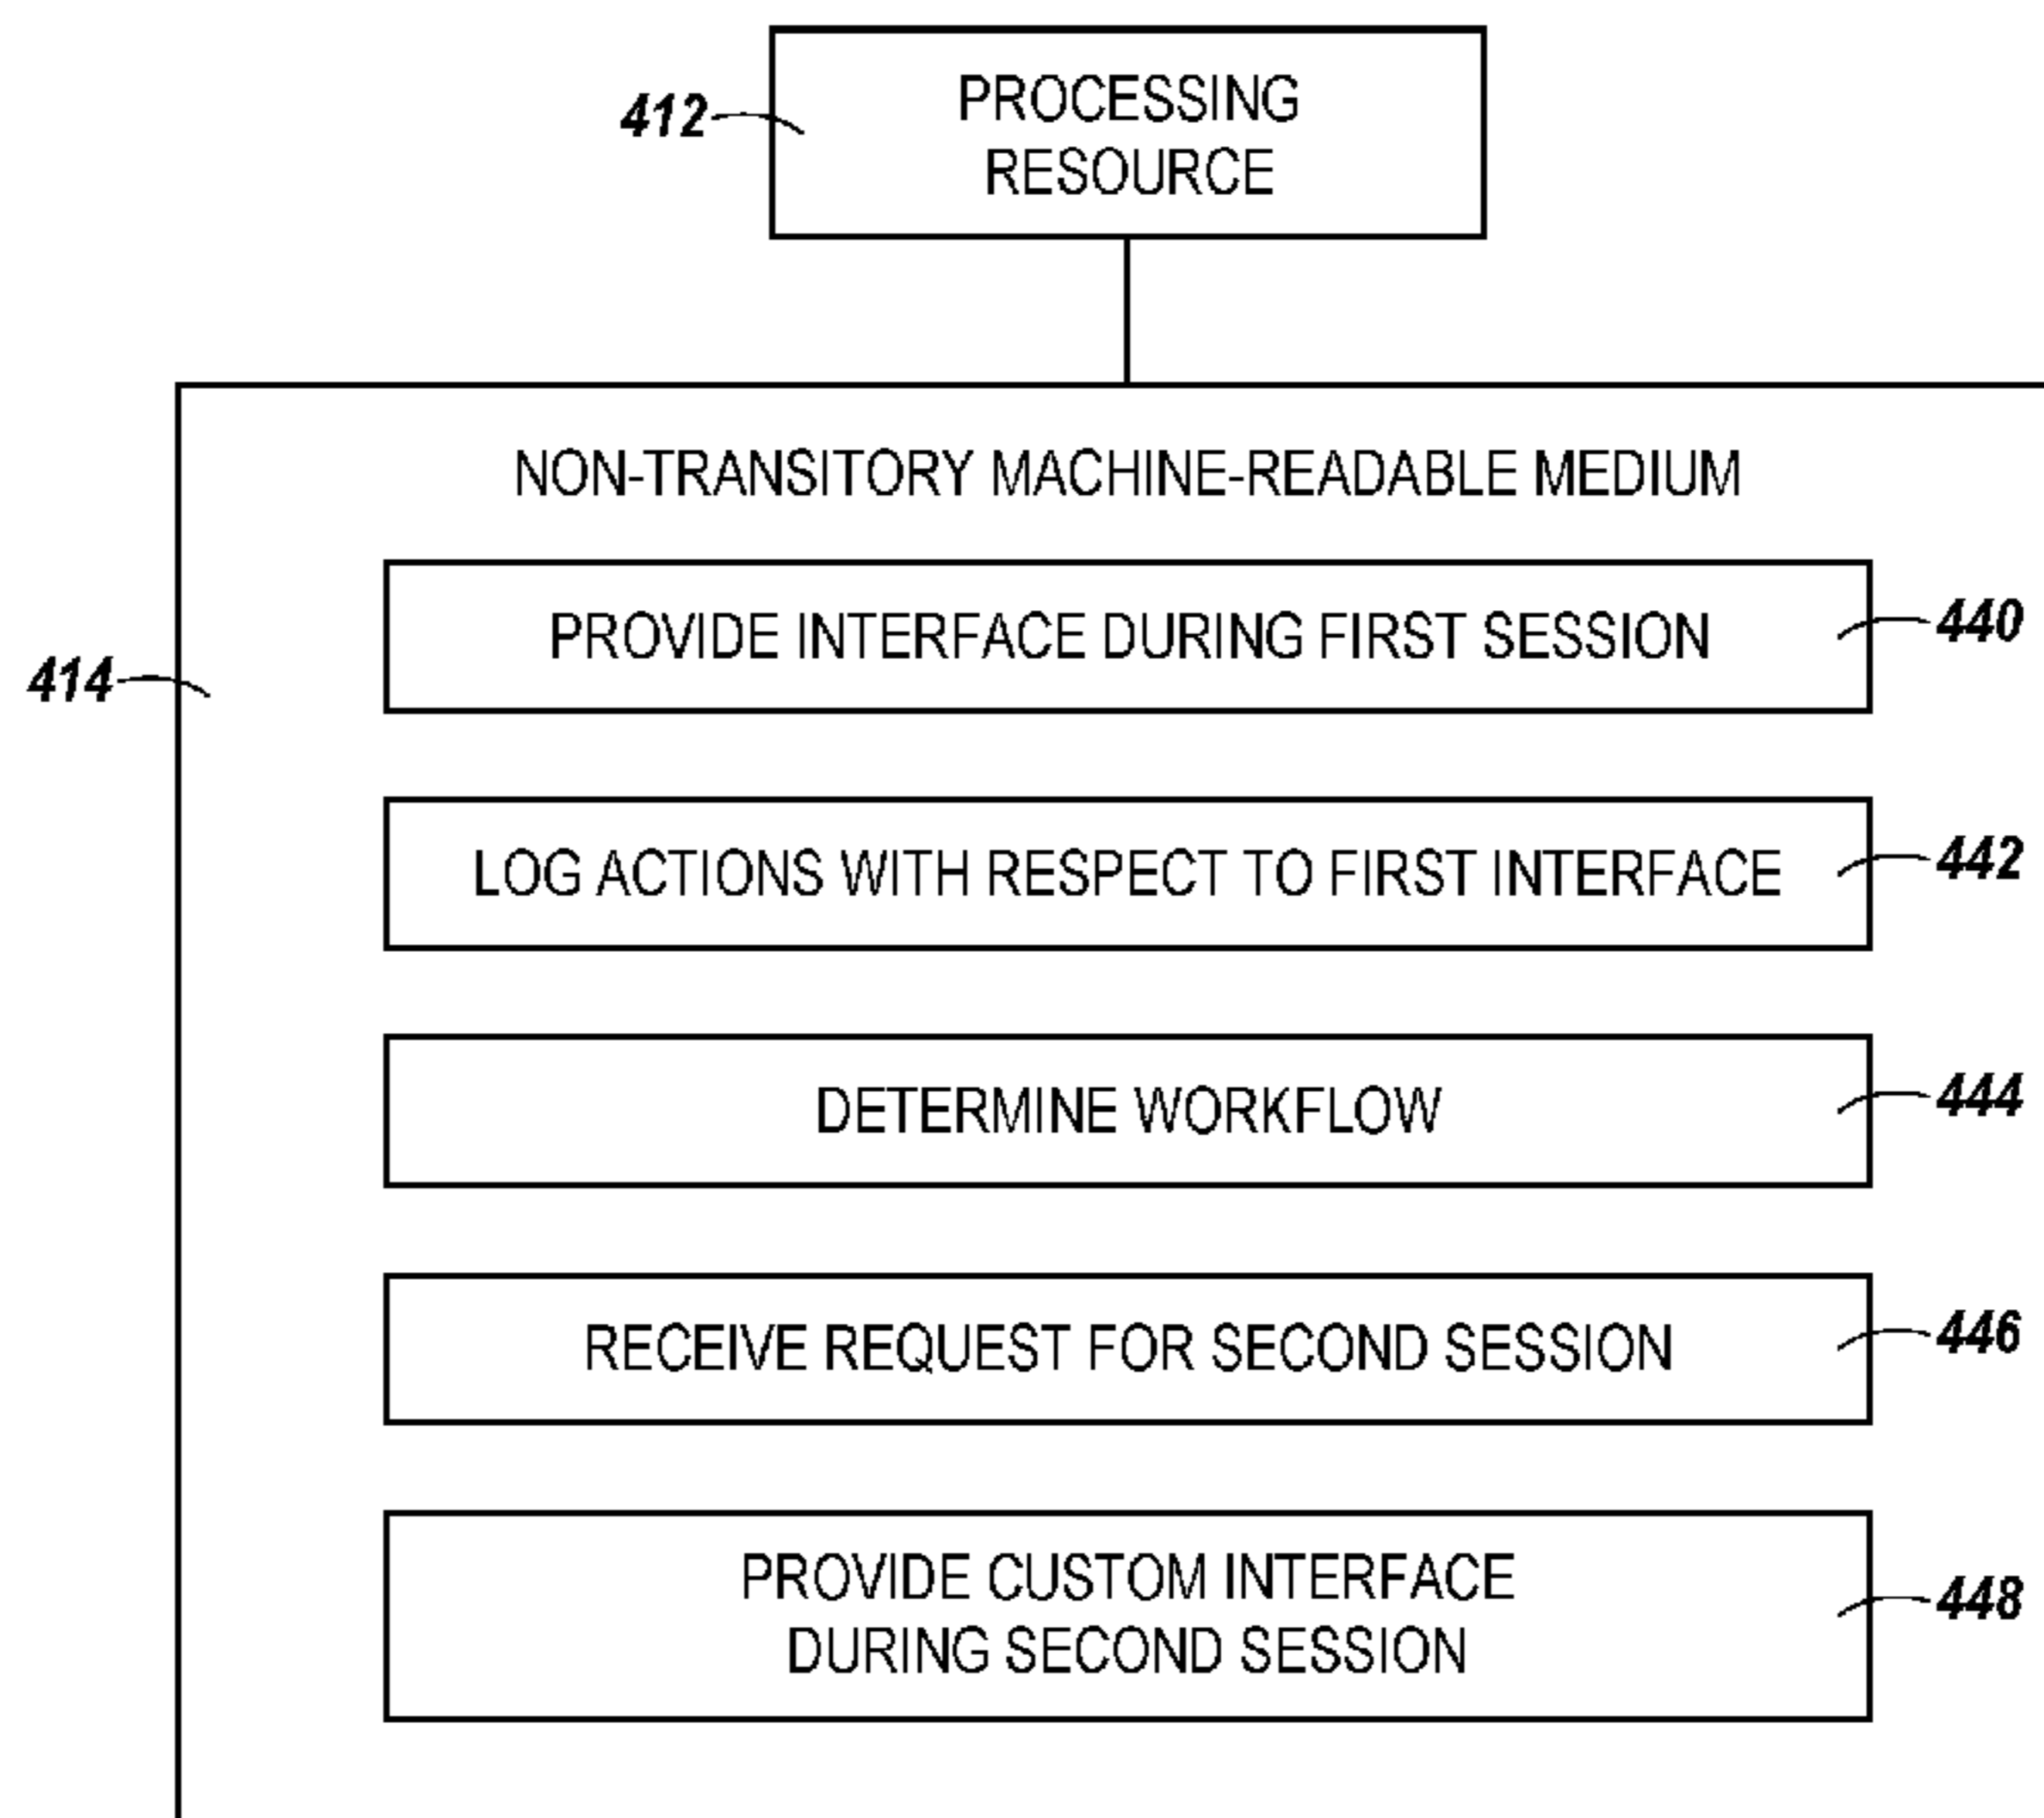 412
PROCESSING
RESOURCE
NON-TRANSITORY MACHINE-READABLE MEDIUM
414
PROVIDE INTERFACE DURING FIRST SESSION
440
LOG ACTIONS WITH RESPECT TO FIRST INTERFACE
442
DETERMINE WORKFLOW
444
RECEIVE REQUEST FOR SECOND SESSION
446
PROVIDE CUSTOM INTERFACE
DURING SECOND SESSION
448